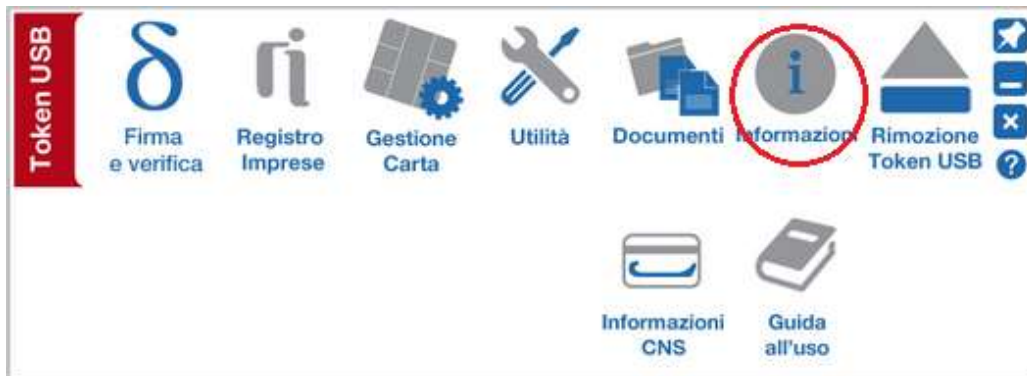 Token USB
Firma
e verifica
Registro
Imprese
Gestione
Carta
Utilità
Documenti
Informazioni
Rimozione
Token USB
Informazioni
CNS
Guida
all'uso